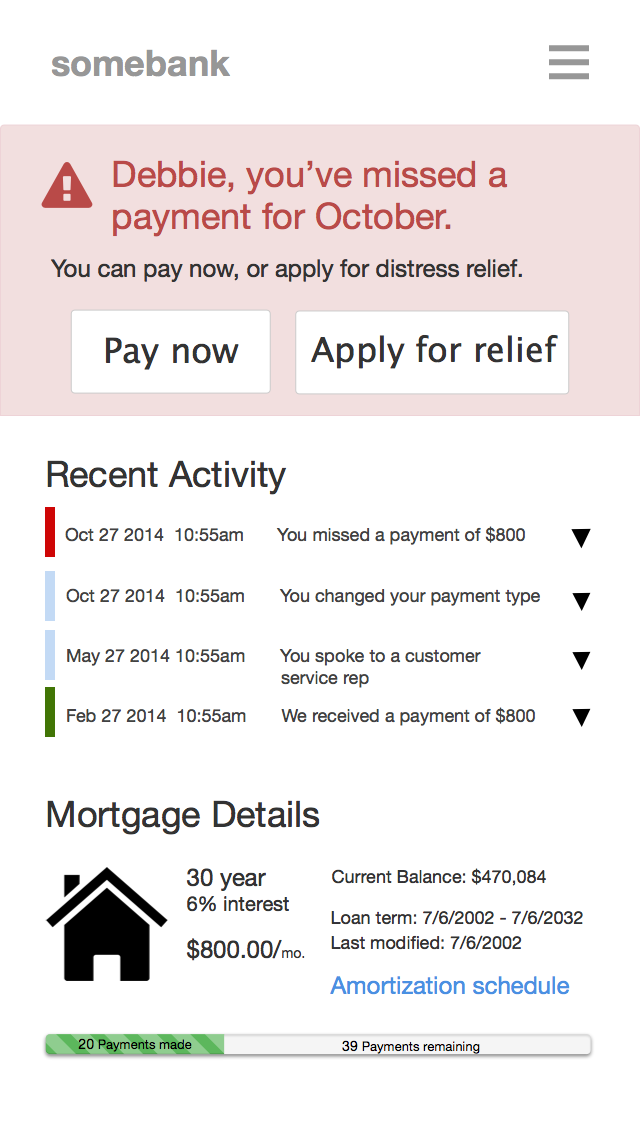 somebank
Debbie, you’ve missed a
payment for October.
You can pay now, or apply for distress relief.
Pay now
Apply for relief
Recent Activity
Oct 27 2014  10:55am
You missed a payment of $800
Oct 27 2014  10:55am
You changed your payment type
May 27 2014 10:55am
You spoke to a customer
service rep
Feb 27 2014  10:55am
We received a payment of $800
Mortgage Details
30 year
6% interest
$800.00/mo.
Current Balance: $470,084
Loan term: 7/6/2002 - 7/6/2032
Last modified: 7/6/2002
Amortization schedule
20 Payments made
39 Payments remaining